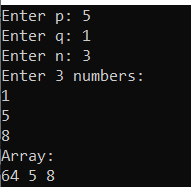 Enter p: 5
Enter q: 1
Enter n: 3
Enter 3 numbers:
1
5
8
Array:
64 5 8